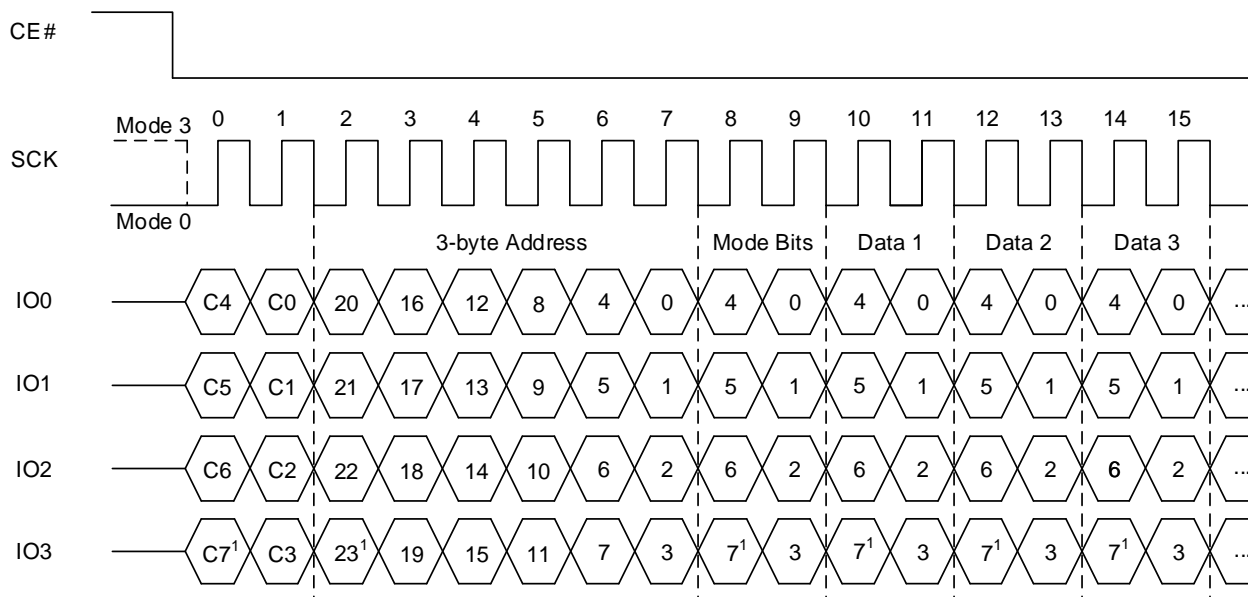 CE#
Mode 3 0 1 2 3 4 5 6 7 8 9 10 11 12 13 14 15
SCK
Mode 0
3-byte Address Mode Bits Data 1 Data 2 Data 3
IO0 C4 C0 20 16 12 8 4 0 4 0 4 0 4 0 4 0 ...
IO1 C5 C1 21 17 13 9 5 1 5 1 5 1 5 1 5 1 ...
IO2 C6 C2 22 18 14 10 6 2 6 2 6 2 6 2 6 2 ...
IO3 C7¹ C3 23¹ 19 15 11 7 3 7¹ 3 7¹ 3 7¹ 3 7¹ 3 ...